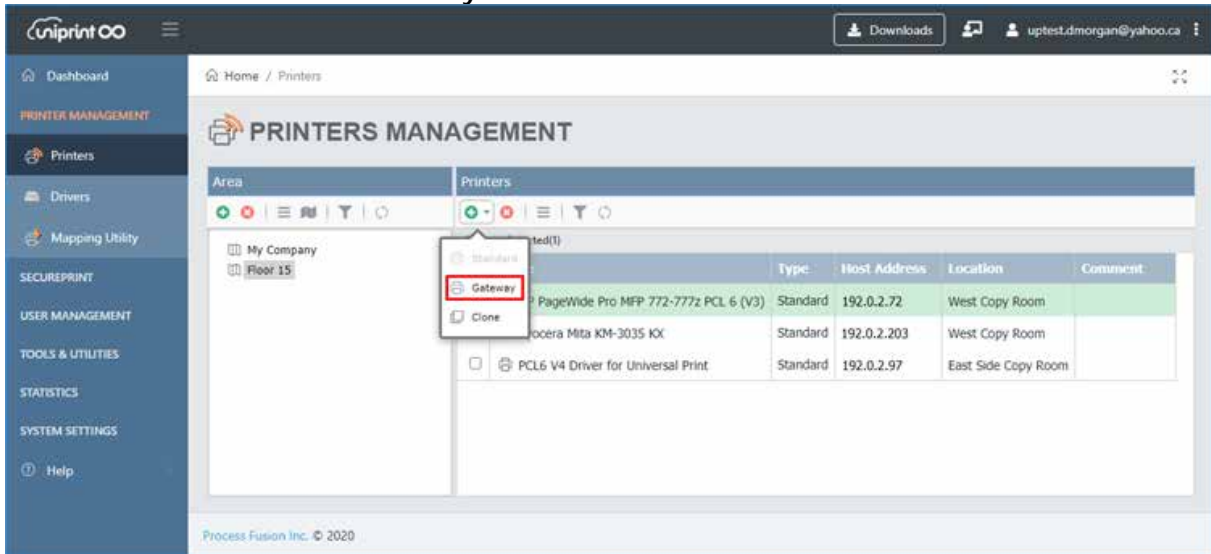 uniprint
Downloads
uptest.dmorgan@yahoo.ca
Dashboard
Home / Printers
PRINTER MANAGEMENT
PRINTERS MANAGEMENT
Printers
Area
Printers
Drivers
Mapping Utility
My Company
Floor 15
Standard
Gateway
Clone
Type Host Address Location Comment
PageWide Pro MFP 772-777z PCL 6 (V3) Standard 192.0.2.72 West Copy Room
Mita KM-3035 KX Standard 192.0.2.203 West Copy Room
PCL6 V4 Driver for Universal Print Standard 192.0.2.97 East Side Copy Room
SECUREPRINT
USER MANAGEMENT
TOOLS & UTILITIES
STATISTICS
SYSTEM SETTINGS
Help
Process Fusion Inc. © 2020